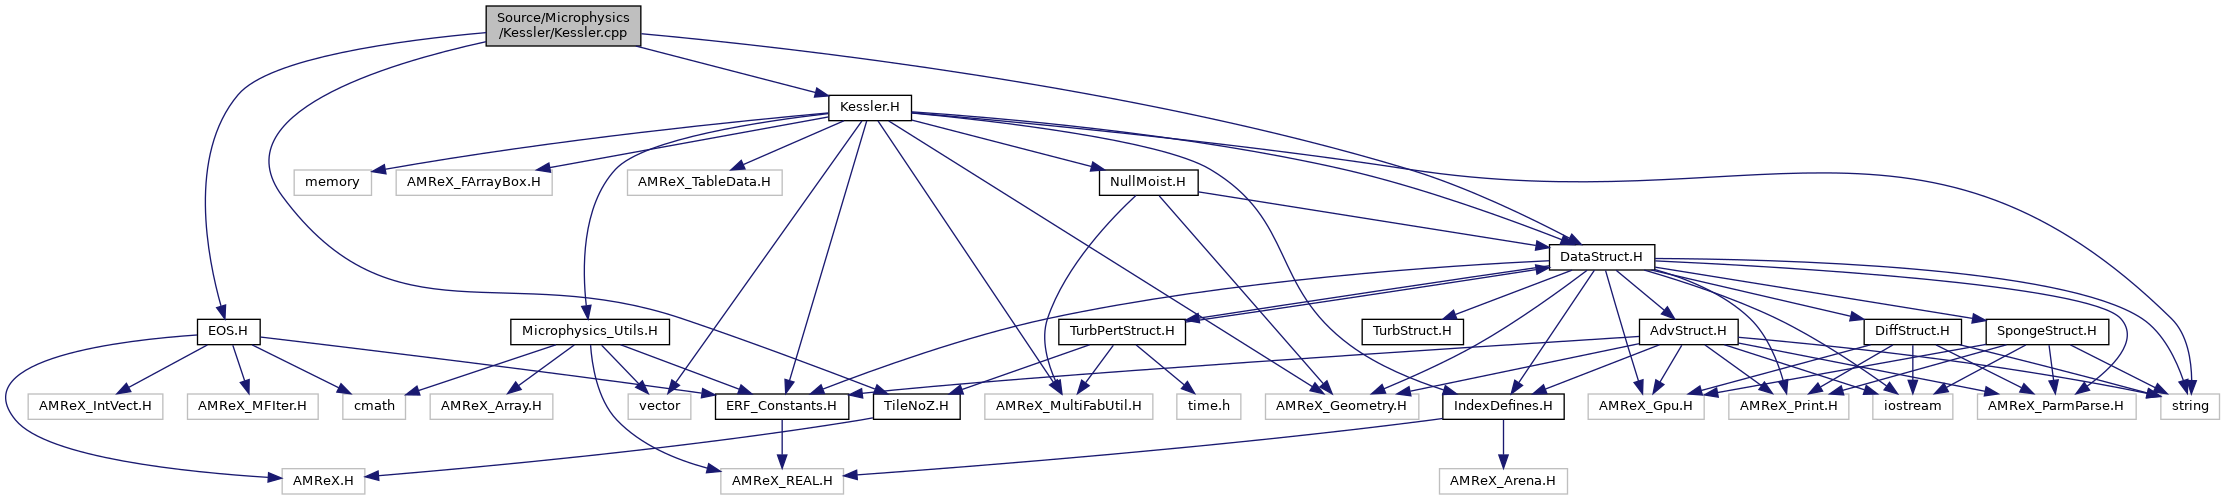 Source/Microphysics
/Kessler/Kessler.cpp
Kessler.H
memory
AMReX_FArrayBox.H
AMReX_TableData.H
NullMoist.H
DataStruct.H
EOS.H
Microphysics_Utils.H
TurbPertStruct.H
TurbStruct.H
AdvStruct.H
DiffStruct.H
SpongeStruct.H
AMReX_IntVect.H
AMReX_MFIter.H
cmath
AMReX_Array.H
vector
ERF_Constants.H
TileNoZ.H
AMReX_MultiFabUtil.H
time.h
AMReX_Geometry.H
IndexDefines.H
AMReX_Gpu.H
AMReX_Print.H
iostream
AMReX_ParmParse.H
string
AMReX.H
AMReX_REAL.H
AMReX_Arena.H